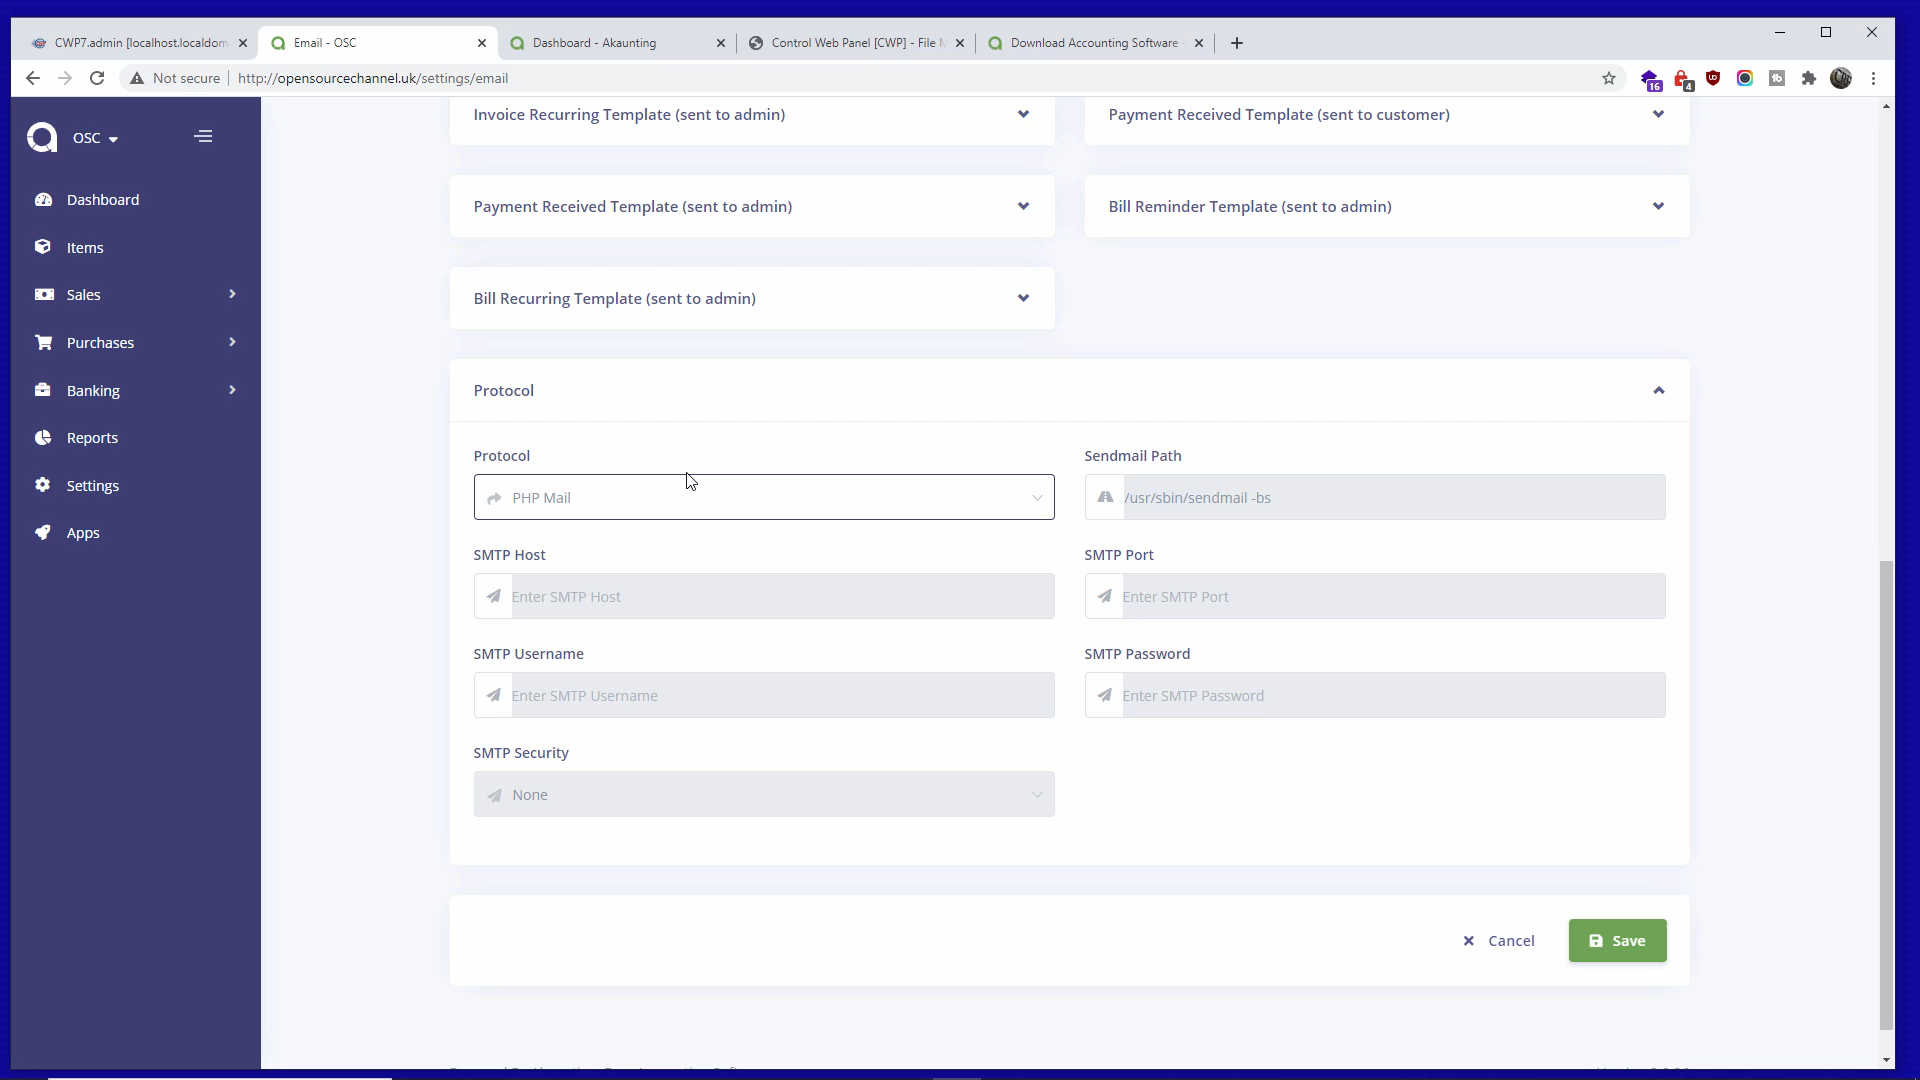 CWP7.admin [localhost.localdom
Email - OSC
Dashboard - Akaunting
Control Web Panel [CWP] - File M
Download Accounting Software -
Not secure
http://opensourcechannel.uk/settings/email
16
4
OSC
Dashboard
Items
Sales
Purchases
Banking
Reports
Settings
Apps
Invoice Recurring Template (sent to admin)
Payment Received Template (sent to customer)
Payment Received Template (sent to admin)
Bill Reminder Template (sent to admin)
Bill Recurring Template (sent to admin)
Protocol
Protocol
PHP Mail
Sendmail Path
/usr/sbin/sendmail -bs
SMTP Host
Enter SMTP Host
SMTP Port
Enter SMTP Port
SMTP Username
Enter SMTP Username
SMTP Password
Enter SMTP Password
SMTP Security
None
Cancel
Save